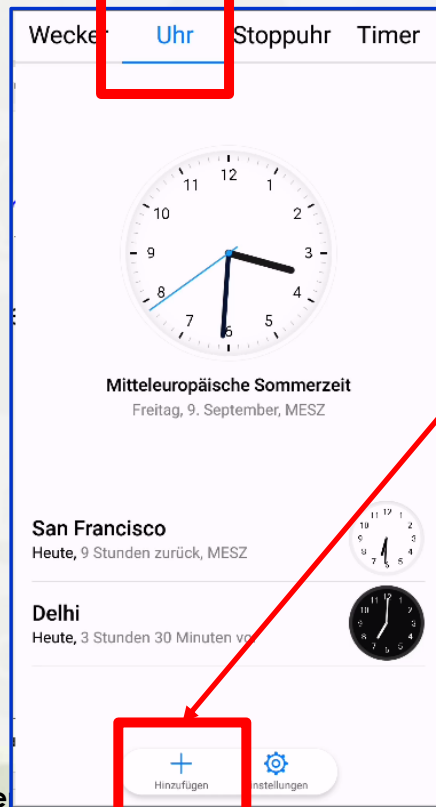 Wecker Uhr Stoppuhr Timer
12
11 1
10 2
9 3
8 4
7 5
6
Mitteleuropäische Sommerzeit
Freitag, 9. September, MESZ
San Francisco
Heute, 9 Stunden zurück, MESZ
Delhi
Heute, 3 Stunden 30 Minuten vo
Hinzufügen nstellungen
e